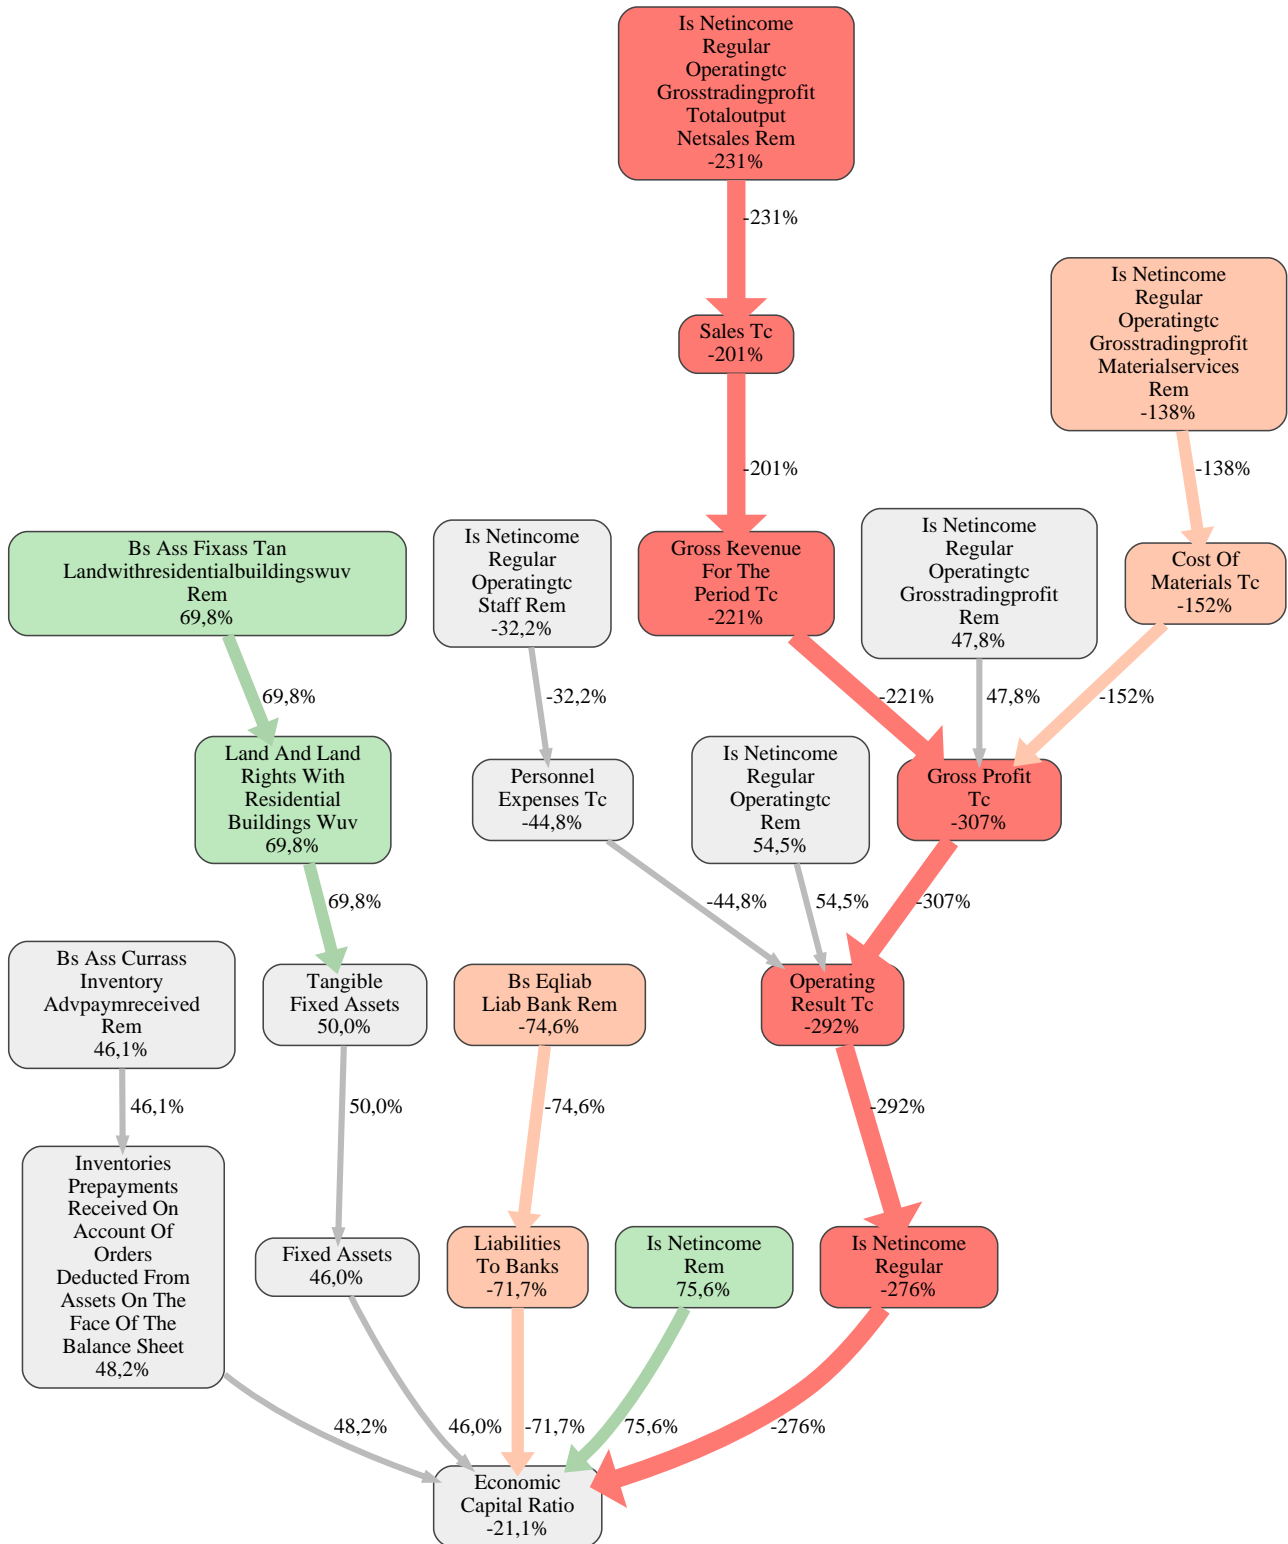 Is Netincome
Regular
Operatingtc
Grosstradingprofit
Totaloutput
Netsales Rem
-231%
-231%
Sales Tc
-201%
Is Netincome
Regular
Operatingtc
Grosstradingprofit
Materialservices
Rem
-138%
-201%
-138%
Bs Ass Fixass Tan
Landwithresidentialbuildingswuv
Rem
69,8%
Is Netincome
Regular
Operatingtc
Staff Rem
-32,2%
Gross Revenue
For The
Period Tc
-221%
Is Netincome
Regular
Operatingtc
Grosstradingprofit
Rem
47,8%
Cost Of
Materials Tc
-152%
69,8%
-32,2%
-221%
47,8%
-152%
Land And Land
Rights With
Residential
Buildings Wuv
69,8%
Personnel
Expenses Tc
-44,8%
Is Netincome
Regular
Operatingtc
Rem
54,5%
Gross Profit
Tc
-307%
69,8%
-44,8%
54,5%
-307%
Bs Ass Currass
Inventory
Advpaymreceived
Rem
46,1%
Tangible
Fixed Assets
50,0%
Bs Eqliab
Liab Bank Rem
-74,6%
Operating
Result Tc
-292%
46,1%
50,0%
-74,6%
-292%
Inventories
Prepayments
Received On
Account Of
Orders
Deducted From
Assets On The
Face Of The
Balance Sheet
48,2%
Fixed Assets
46,0%
Liabilities
To Banks
-71,7%
Is Netincome
Rem
75,6%
Is Netincome
Regular
-276%
48,2%
46,0%
-71,7%
75,6%
-276%
Economic
Capital Ratio
-21,1%